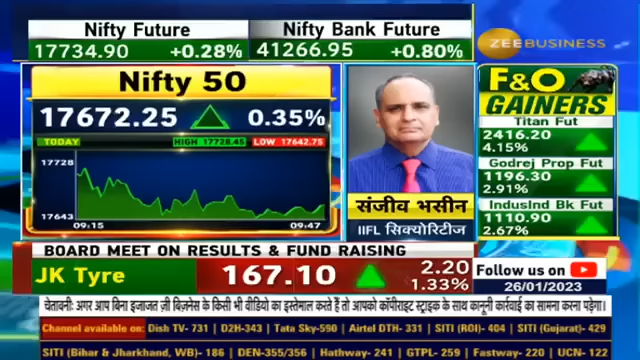 Nifty Future
17734.90 +0.28%
Nifty Bank Future
41266.95 +0.80%
ZEE BUSINESS
Nifty 50
17672.25 0.35%
TODAY HIGH 17728.45 LOW 17642.75
17728
17643
09:15 09:47
संजीव भसीन
IIFL सिक्योरिटीज
F&O
GAINERS
Titan Fut
2416.20
4.15%
Godrej Prop Fut
1196.30
2.91%
IndusInd Bk Fut
1110.90
2.67%
BOARD MEET ON RESULTS & FUND RAISING
JK Tyre 167.10 2.20
1.33%
Follow us on
26/01/2023
चेतावनी: अगर आप बिना इजाजत ज़ी बिज़नेस के किसी भी वीडियो का इस्तेमाल करते हैं तो आपको कॉपीराइट स्ट्राइक के साथ कानूनी कार्रवाई का सामना करना पड़ेगा।
Channel available on: Dish TV- 731 | D2H-343 | Tata Sky-590 | Airtel DTH- 331 | SITI (ROI) - 404 | SITI (Gujarat) - 429
SITI (Bihar & Jharkhand, WB)- 186 | DEN-355/356 | Hathway-241 | GTPL-259 | Fastway-220 | UCN-122